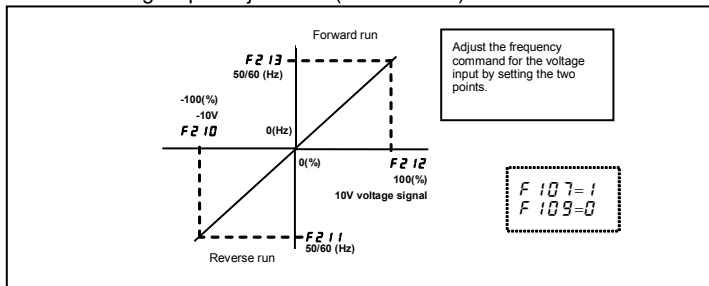 Forward run
F213
50/60 (Hz)
Adjust the frequency
command for the voltage
input by setting the two
points.
-100(%)
-10V
F210
0(Hz)
0(%)
F212
100(%)
10V voltage signal
F107=1
F109=0
F211
50/60 (Hz)
Reverse run